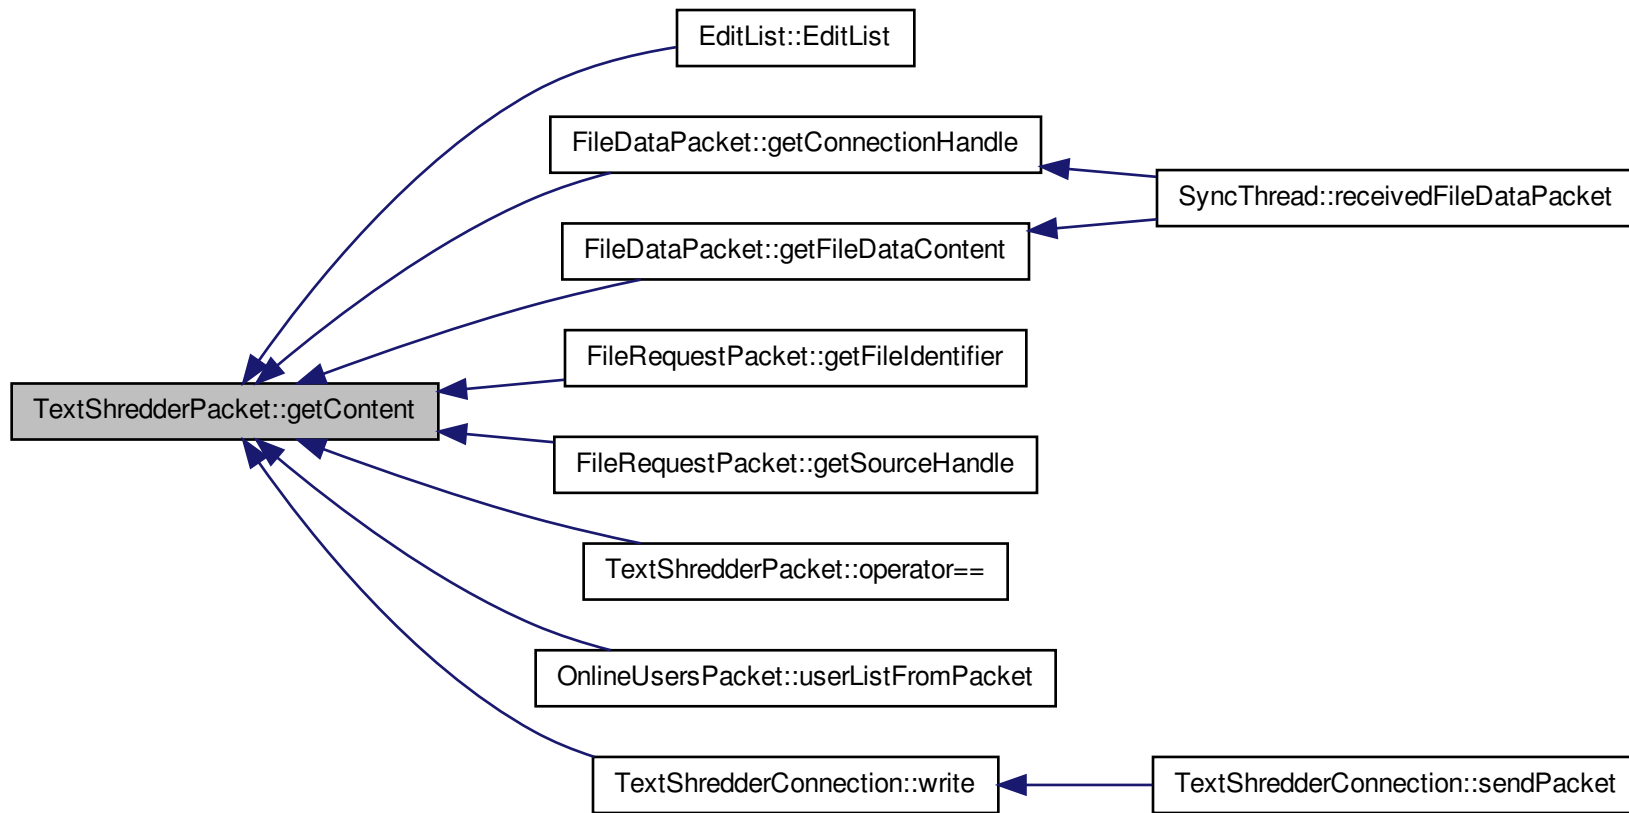 EditList::EditList
FileDataPacket::getConnectionHandle
SyncThread::receivedFileDataPacket
FileDataPacket::getFileDataContent
FileRequestPacket::getFileIdentifier
TextShredderPacket::getContent
FileRequestPacket::getSourceHandle
TextShredderPacket::operator==
OnlineUsersPacket::userListFromPacket
TextShredderConnection::write
TextShredderConnection::sendPacket